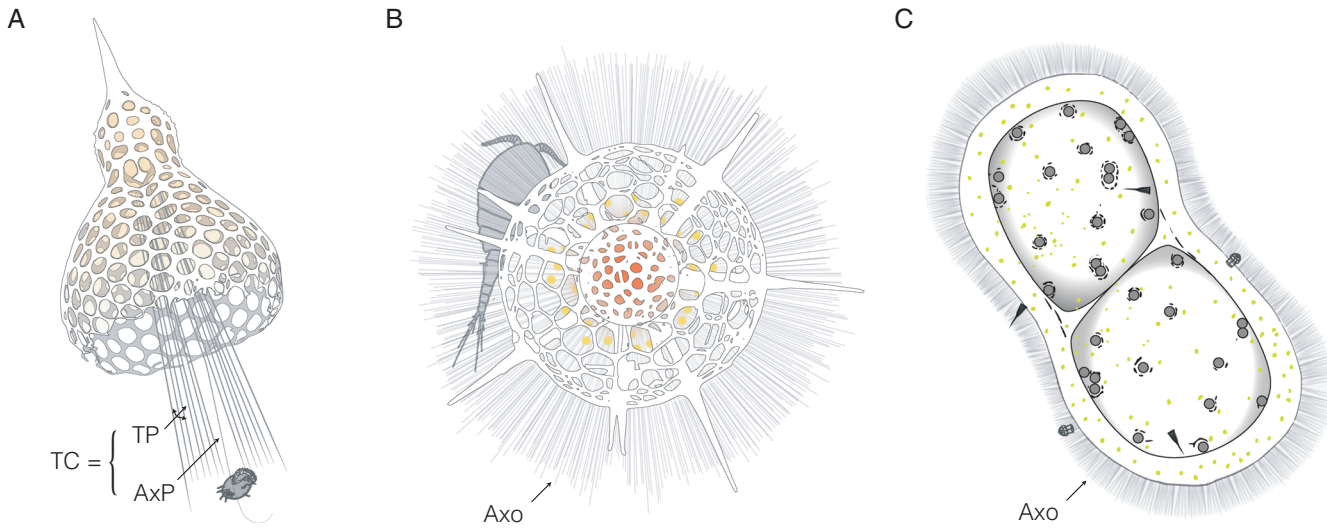 A
B
C
TP
TC = {
AxP
Axo
Axo